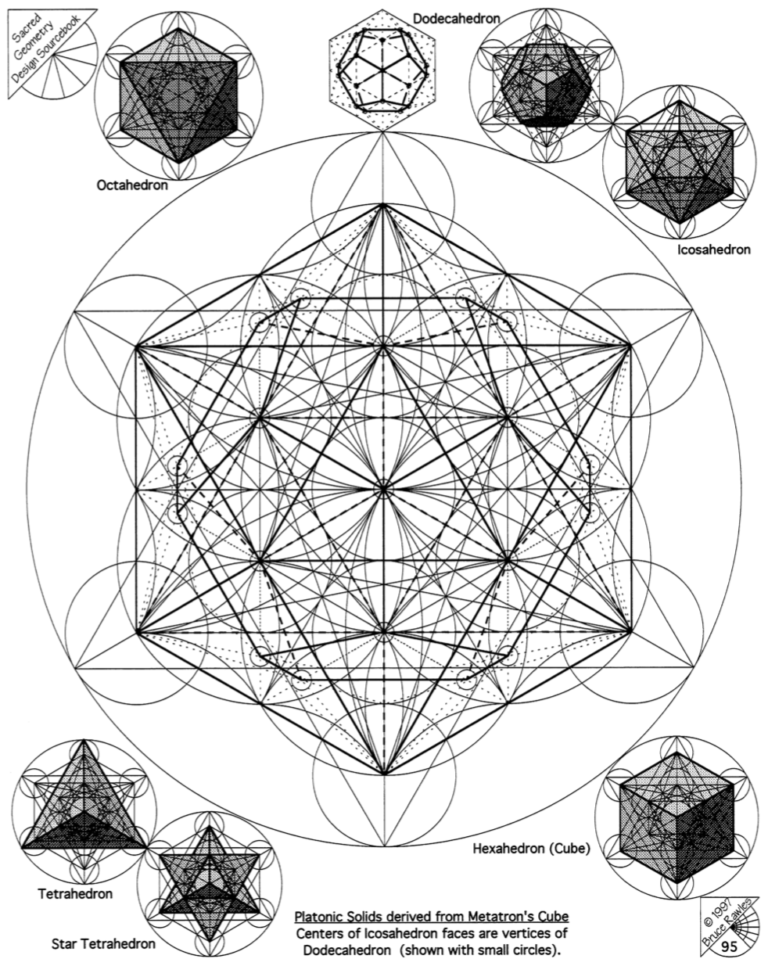 Sacred
Geometry
Design Sourcebook
Dodecahedron
Octahedron
Icosahedron
Hexahedron (Cube)
Tetrahedron
Star Tetrahedron
Platonic Solids derived from Metatron's Cube
Centers of Icosahedron faces are vertices of
Dodecahedron (shown with small circles).
© 1997
Bruce Rawles
95